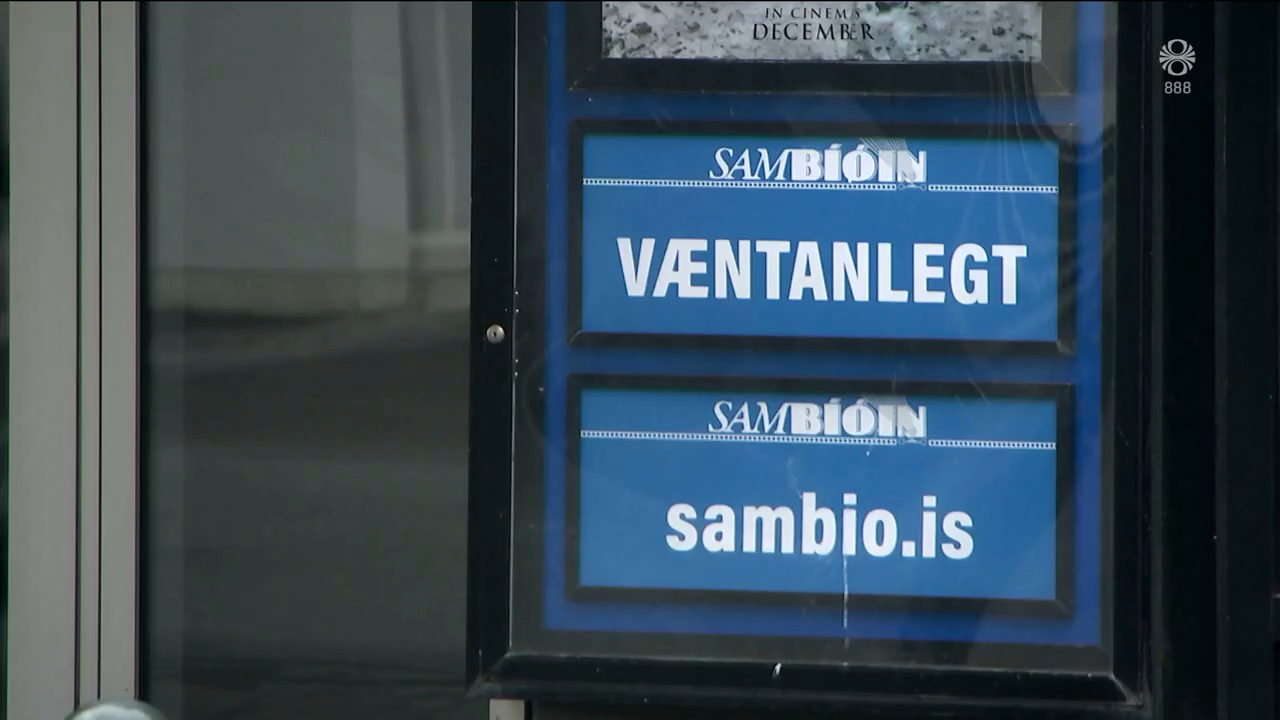 IN CINEMAS
DECEMBER
888
SAMBÍÓIN
VÆNTANLEGT
SAMBÍÓIN
sambio.is